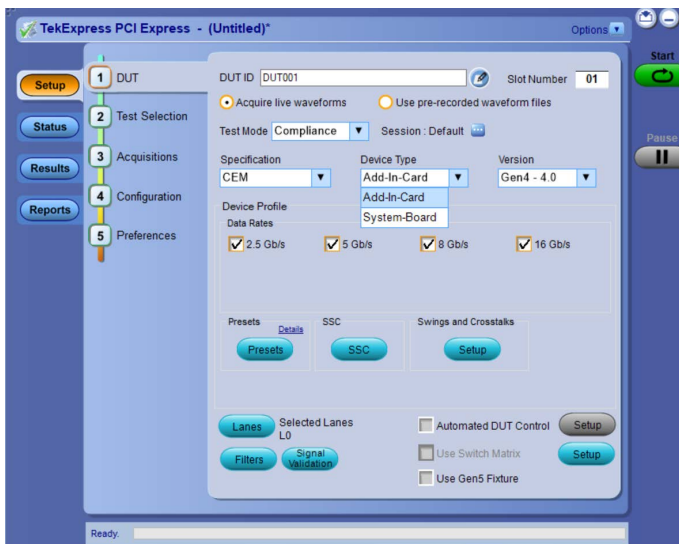 TekExpress PCI Express - (Untitled)*
Options
Start
Pause
Setup
Status
Results
Reports
1 DUT
2 Test Selection
3 Acquisitions
4 Configuration
5 Preferences
DUT ID DUT001 Slot Number 01
Acquire live waveforms Use pre-recorded waveform files
Test Mode Compliance Session : Default
Specification Device Type Version
CEM Add-In-Card Gen4 - 4.0
Add-In-Card
System-Board
Device Profile
Data Rates
2.5 Gb/s 5 Gb/s 8 Gb/s 16 Gb/s
Presets Details SSC Swings and Crosstalks
Presets SSC Setup
Lanes Selected Lanes
L0
Automated DUT Control Setup
Filters Signal Validation
Use Switch Matrix Setup
Use Gen5 Fixture
Ready.